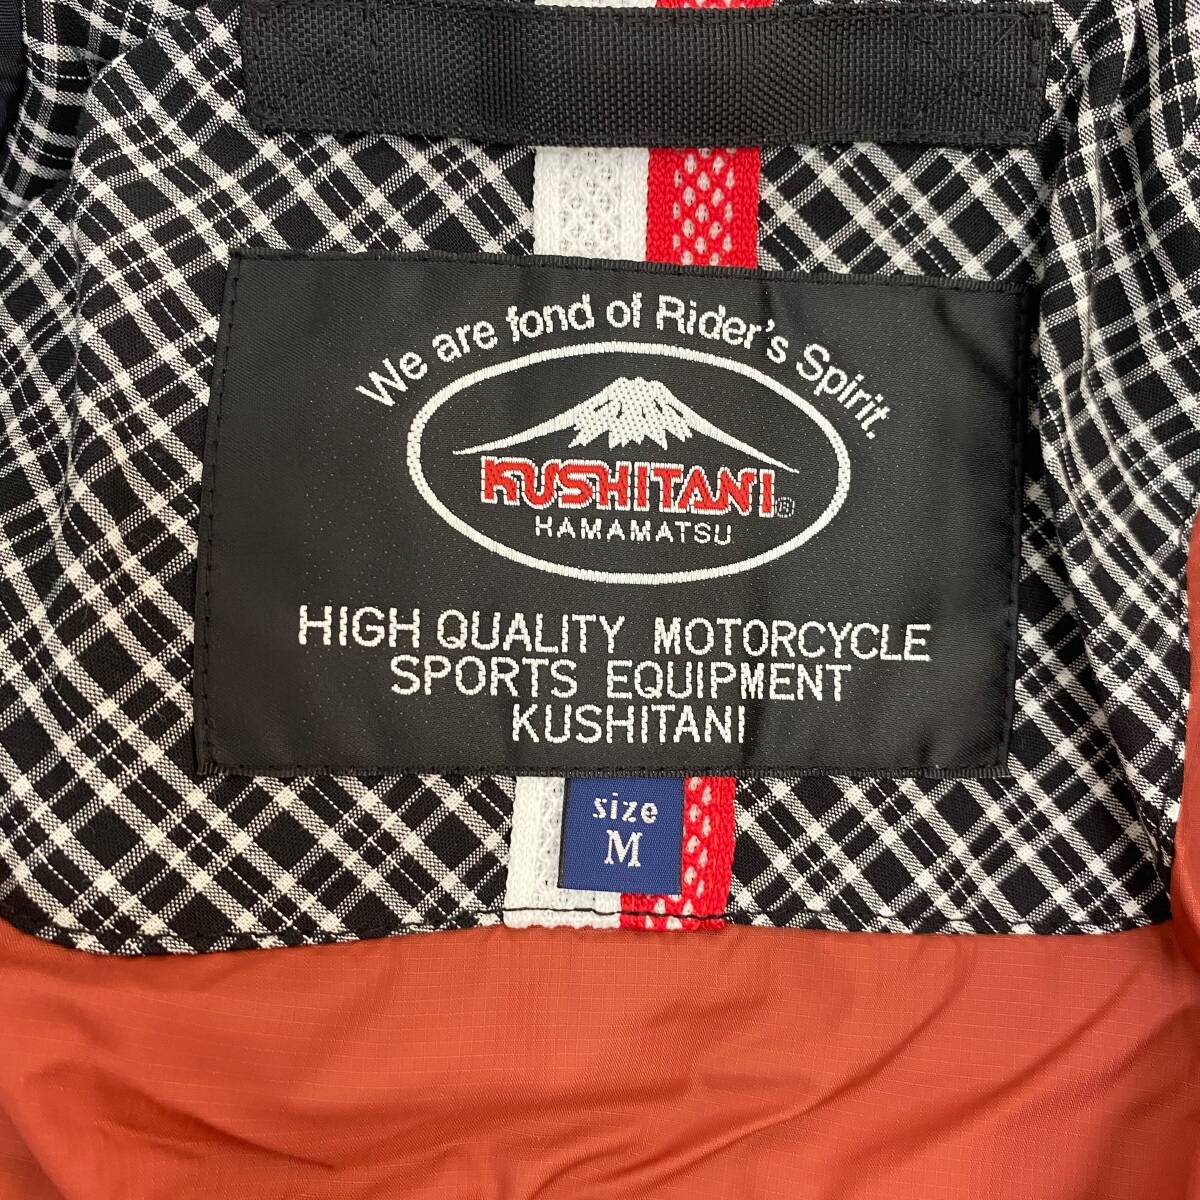 We are fond of Rider's Spirit.
KUSHITANI®
HAMAMATSU
HIGH QUALITY MOTORCYCLE
SPORTS EQUIPMENT
KUSHITANI
size
M